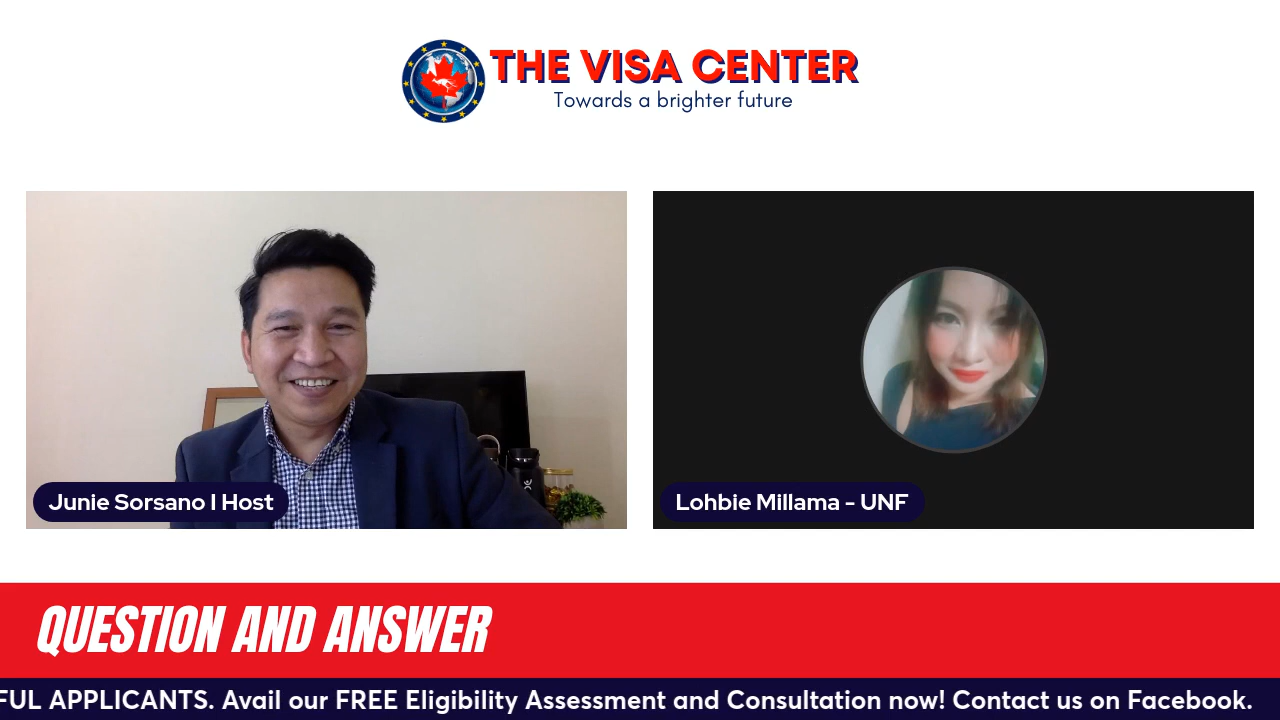 THE VISA CENTER
Towards a brighter future
Junie Sorsano I Host
Lohbie Millama - UNF
QUESTION AND ANSWER
FUL APPLICANTS. Avail our FREE Eligibility Assessment and Consultation now! Contact us on Facebook.